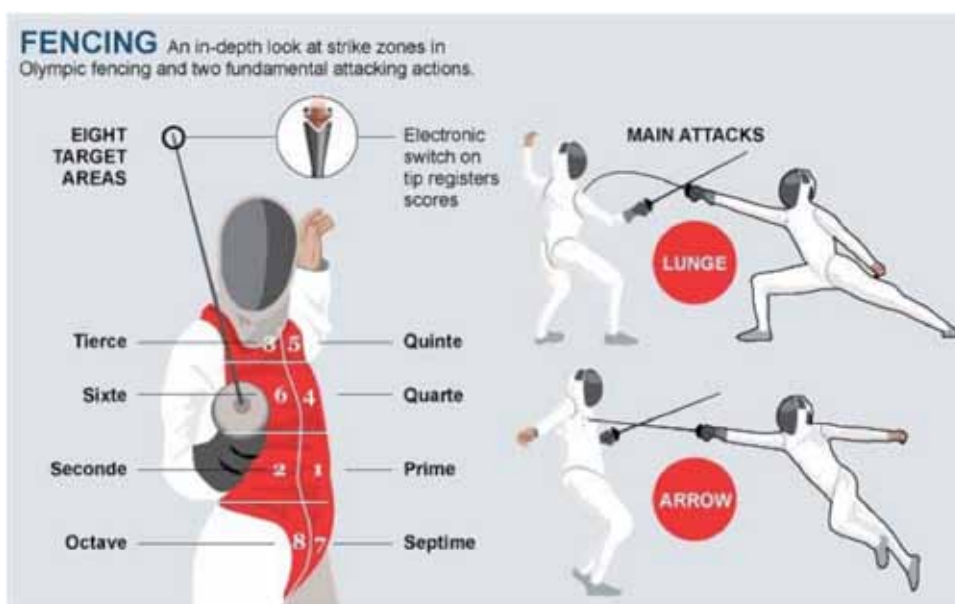 FENCING An in-depth look at strike zones in
Olympic fencing and two fundamental attacking actions.
EIGHT
TARGET
AREAS
Electronic
switch on
tip registers
scores
MAIN ATTACKS
LUNGE
Tierce 3 5 Quinte
Sixte 6 4 Quarte
Seconde 2 1 Prime
Octave 8 7 Septime
ARROW